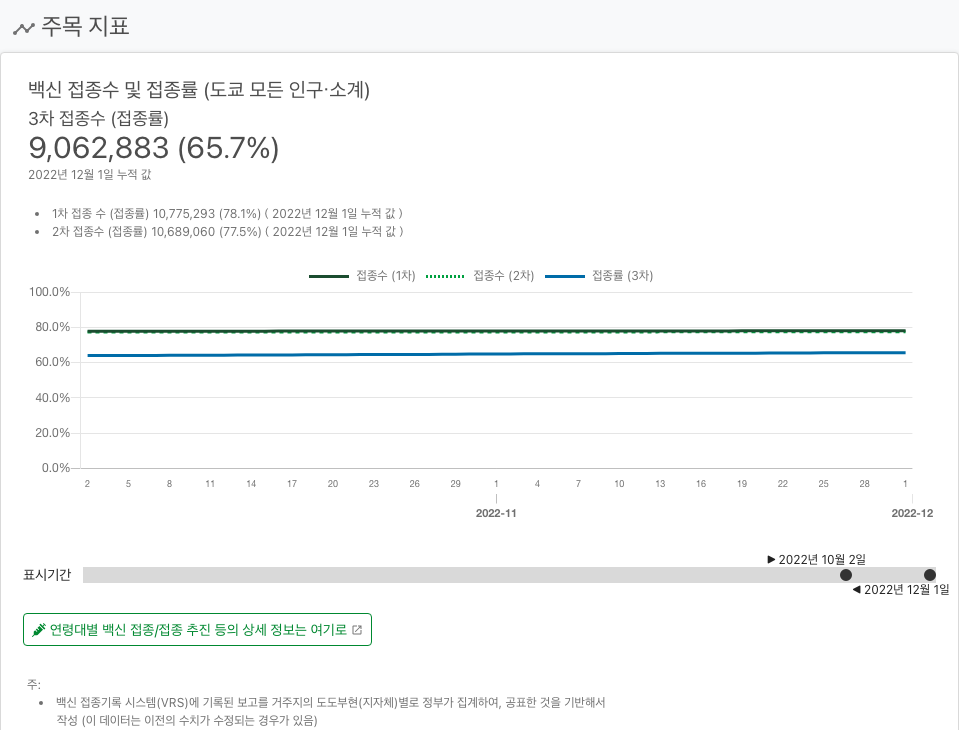 주목 지표
백신 접종수 및 접종률 (도쿄 모든 인구·소계)
3차 접종수 (접종률)
9,062,883 (65.7%)
2022년 12월 1일 누적 값
• 1차 접종 수 (접종률) 10,775,293 (78.1%) ( 2022년 12월 1일 누적 값 )
• 2차 접종수 (접종률) 10,689,060 (77.5%) ( 2022년 12월 1일 누적 값 )
접종수 (1차) 접종수 (2차) 접종률 (3차)
100.0%
80.0%
60.0%
40.0%
20.0%
0.0%
2 5 8 11 14 17 20 23 26 29 1 4 7 10 13 16 19 22 25 28 1
2022-11 2022-12
▶ 2022년 10월 2일
표시기간
◀ 2022년 12월 1일
연령대별 백신 접종/접종 추진 등의 상세 정보는 여기로
주:
• 백신 접종기록 시스템(VRS)에 기록된 보고를 거주지의 도도부현(지자체)별로 정부가 집계하여, 공표한 것을 기반해서
작성 (이 데이터는 이전의 수치가 수정되는 경우가 있음)